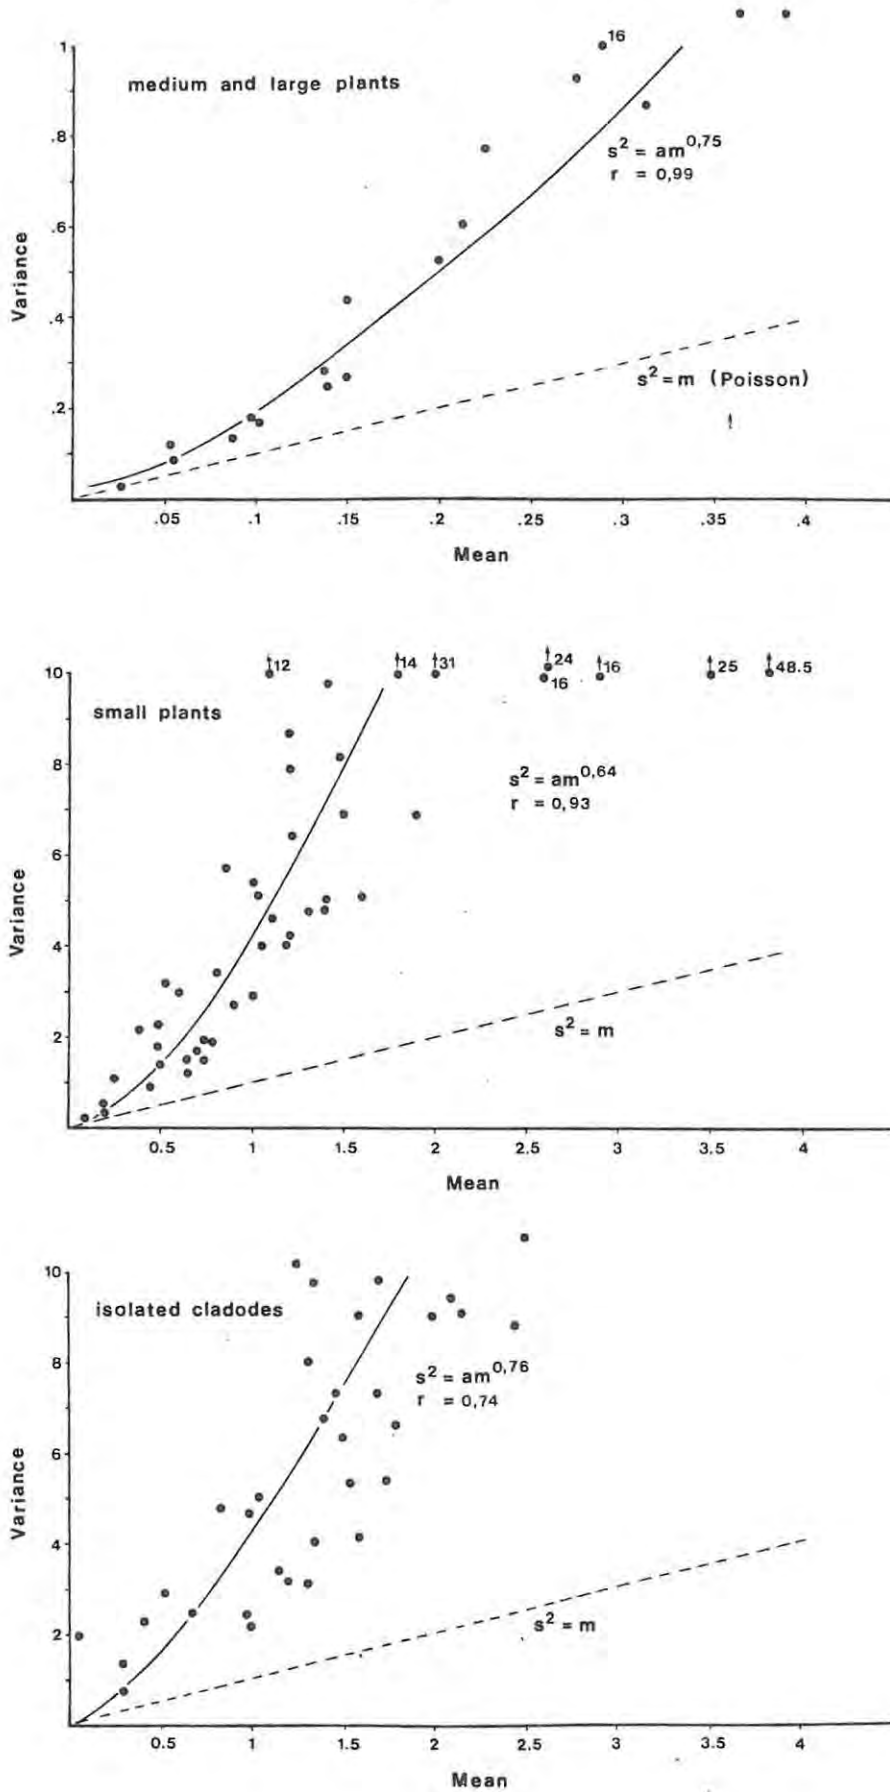 16
1
medium and large plants
.8
s² = am^0,75
r = 0,99
.6
Variance
.4
s² = m (Poisson)
.2
.05 .1 .15 .2 .25 .3 .35 .4
Mean
12 14 31 24 16 16 25 48.5
10
small plants
8
s² = am^0,64
r = 0,93
6
Variance
4
2
s² = m
0.5 1 1.5 2 2.5 3 3.5 4
Mean
10
isolated cladodes
8
s² = am^0,76
r = 0,74
6
Variance
4
2
s² = m
0.5 1 1.5 2 2.5 3 3.5 4
Mean